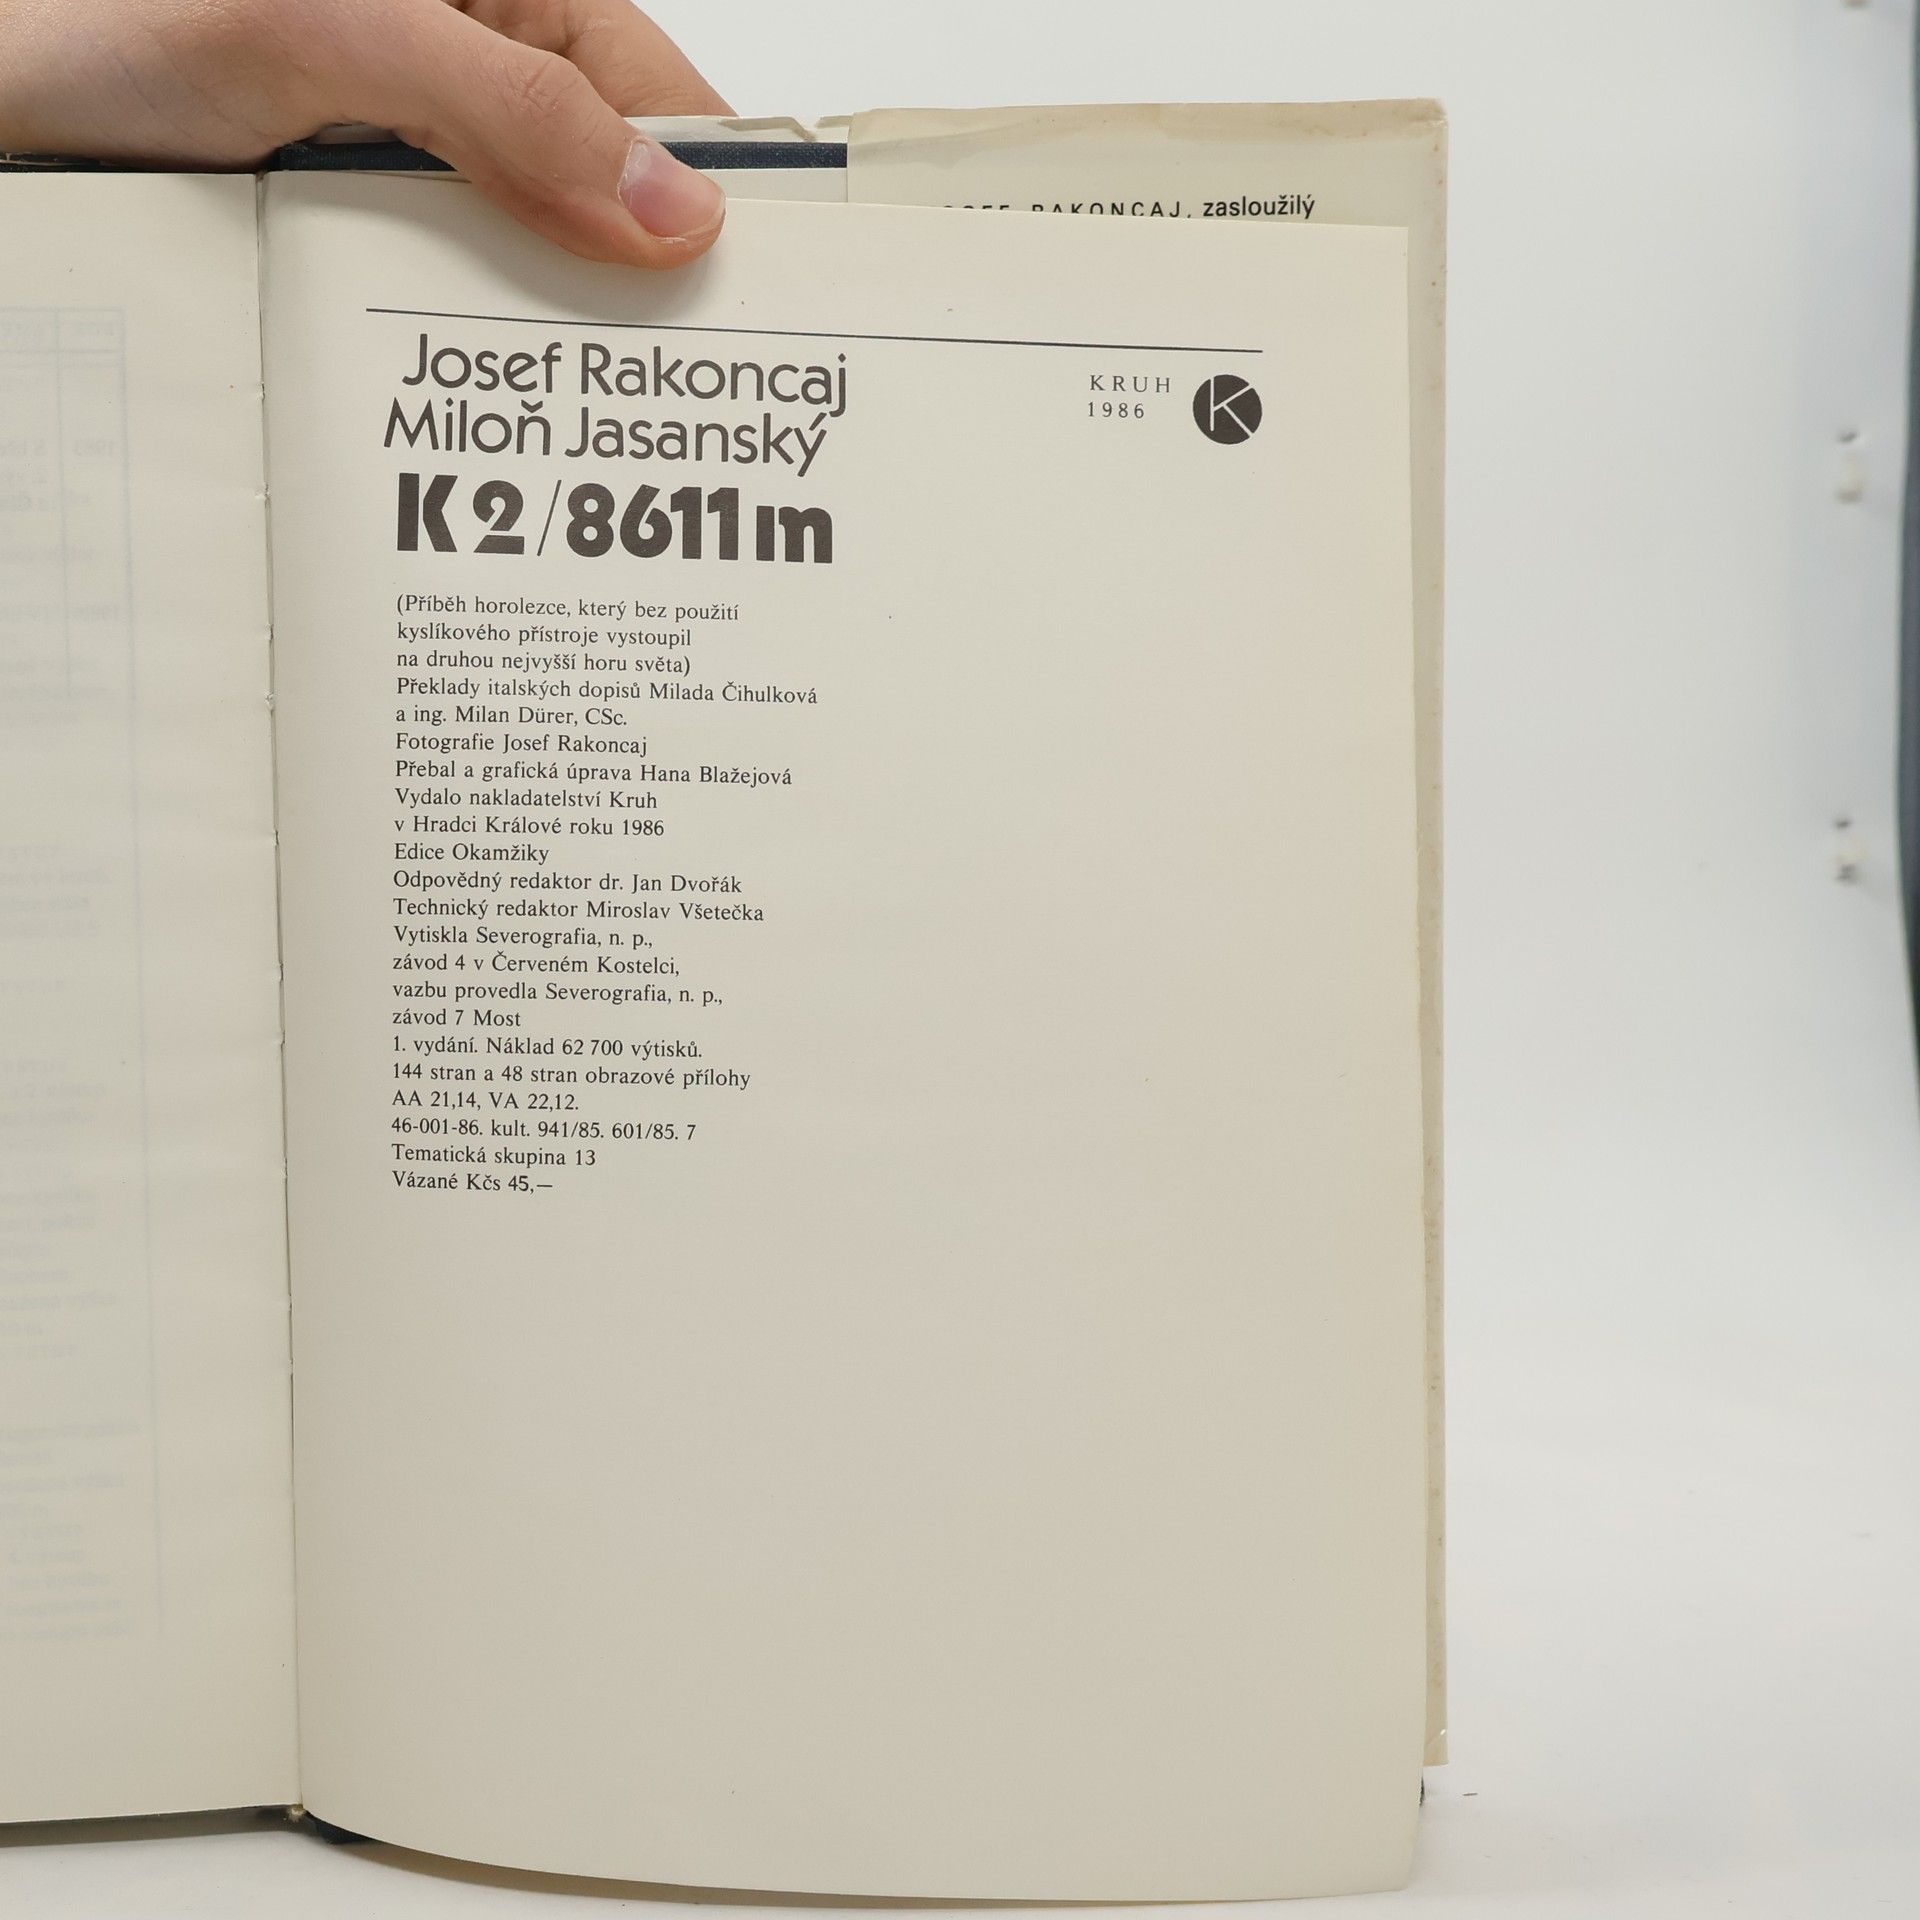 RAKONCAJ, zasloužilý
Josef Rakoncaj
Miloň Jasanský
K2/8611m
KRUH
1986
K
(Příběh horolezce, který bez použití
kyslíkového přístroje vystoupil
na druhou nejvyšší horu světa)
Překlady italských dopisů Milada Čihulková
a ing. Milan Dürer, CSc.
Fotografie Josef Rakoncaj
Přebal a grafická úprava Hana Blažejová
Vydalo nakladatelství Kruh
v Hradci Králové roku 1986
Edice Okamžiky
Odpovědný redaktor dr. Jan Dvořák
Technický redaktor Miroslav Všetečka
Vytiskla Severografia, n. p.,
závod 4 v Červeném Kostelci,
vazbu provedla Severografia, n. p.,
závod 7 Most
1. vydání. Náklad 62 700 výtisků.
144 stran a 48 stran obrazové přílohy
AA 21,14, VA 22,12.
46-001-86. kult. 941/85. 601/85. 7
Tematická skupina 13
Vázané Kčs 45,—